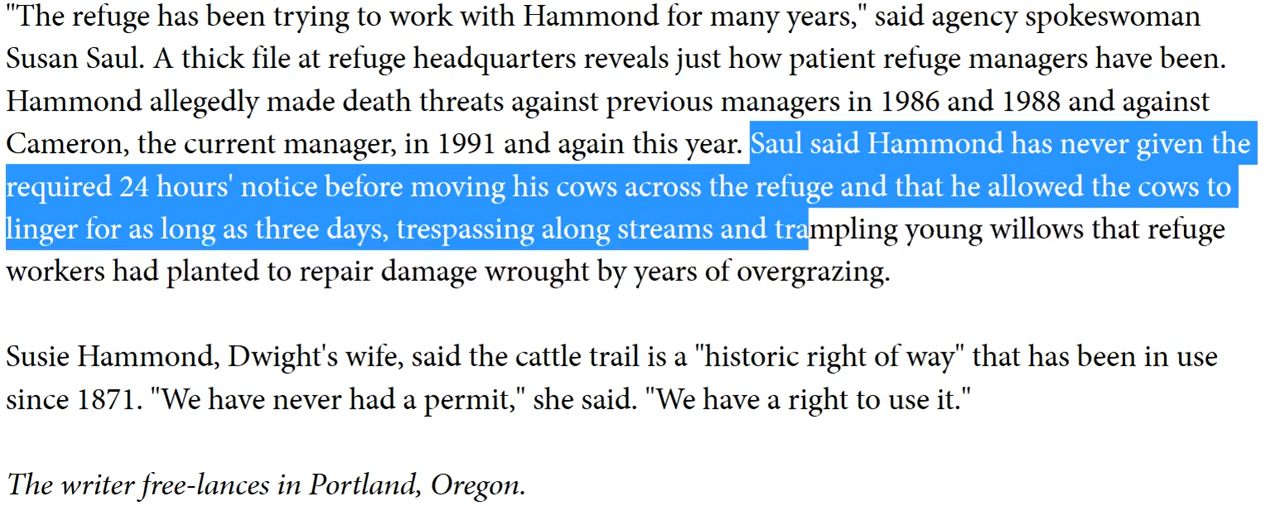 "The refuge has been trying to work with Hammond for many years," said agency spokeswoman
Susan Saul. A thick file at refuge headquarters reveals just how patient refuge managers have been.
Hammond allegedly made death threats against previous managers in 1986 and 1988 and against
Cameron, the current manager, in 1991 and again this year. Saul said Hammond has never given the
required 24 hours' notice before moving his cows across the refuge and that he allowed the cows to
linger for as long as three days, trespassing along streams and trampling young willows that refuge
workers had planted to repair damage wrought by years of overgrazing.
Susie Hammond, Dwight's wife, said the cattle trail is a "historic right of way" that has been in use
since 1871. "We have never had a permit," she said. "We have a right to use it."
The writer free-lances in Portland, Oregon.